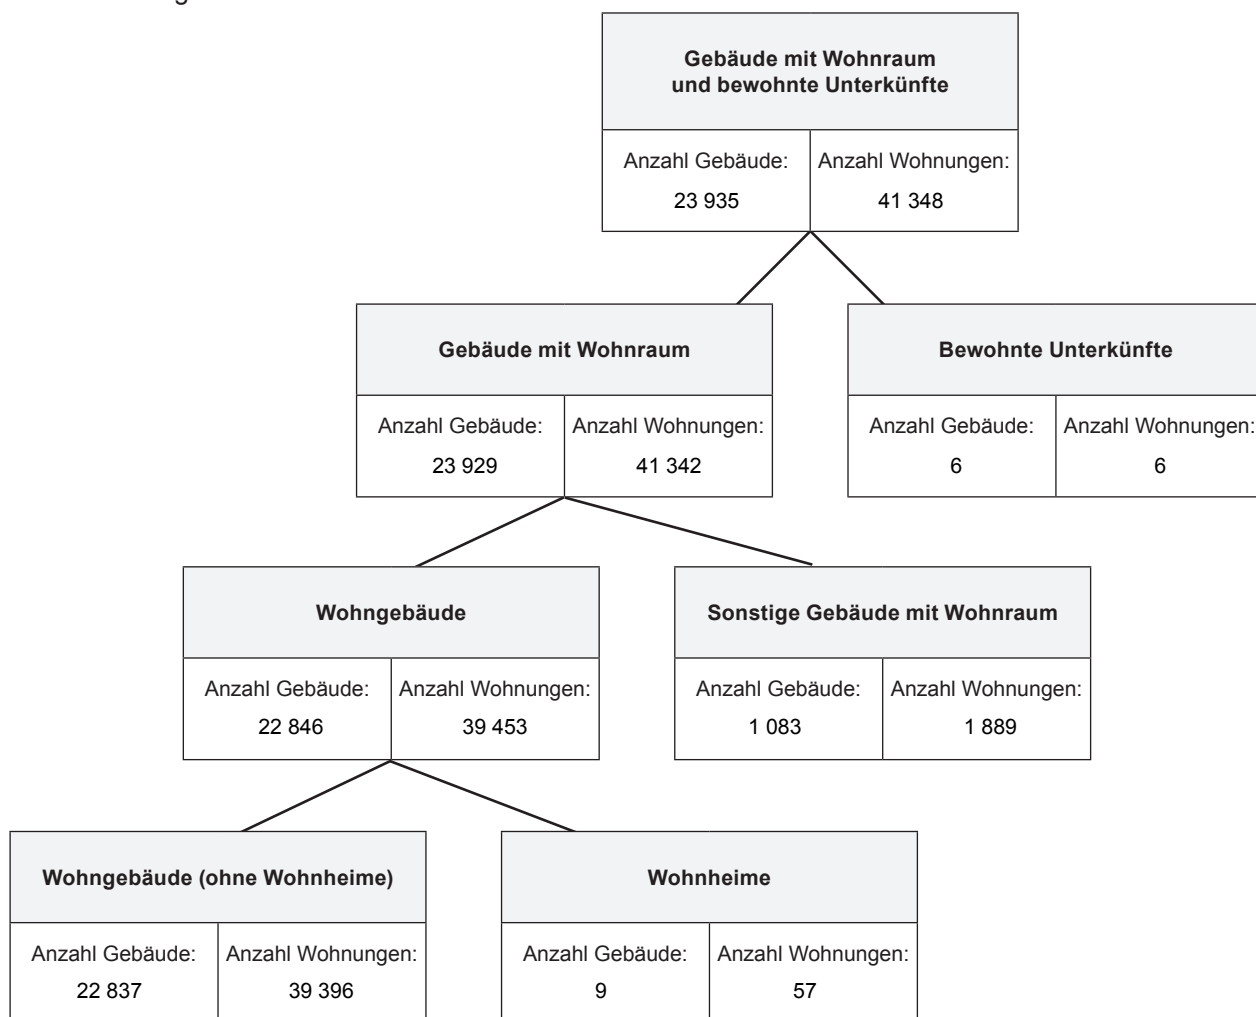 Gebäude mit Wohnraum
und bewohnte Unterkünfte
Anzahl Gebäude: Anzahl Wohnungen:
23 935 41 348
Gebäude mit Wohnraum
Anzahl Gebäude: Anzahl Wohnungen:
23 929 41 342
Bewohnte Unterkünfte
Anzahl Gebäude: Anzahl Wohnungen:
6 6
Wohngebäude
Anzahl Gebäude: Anzahl Wohnungen:
22 846 39 453
Sonstige Gebäude mit Wohnraum
Anzahl Gebäude: Anzahl Wohnungen:
1 083 1 889
Wohngebäude (ohne Wohnheime)
Anzahl Gebäude: Anzahl Wohnungen:
22 837 39 396
Wohnheime
Anzahl Gebäude: Anzahl Wohnungen:
9 57